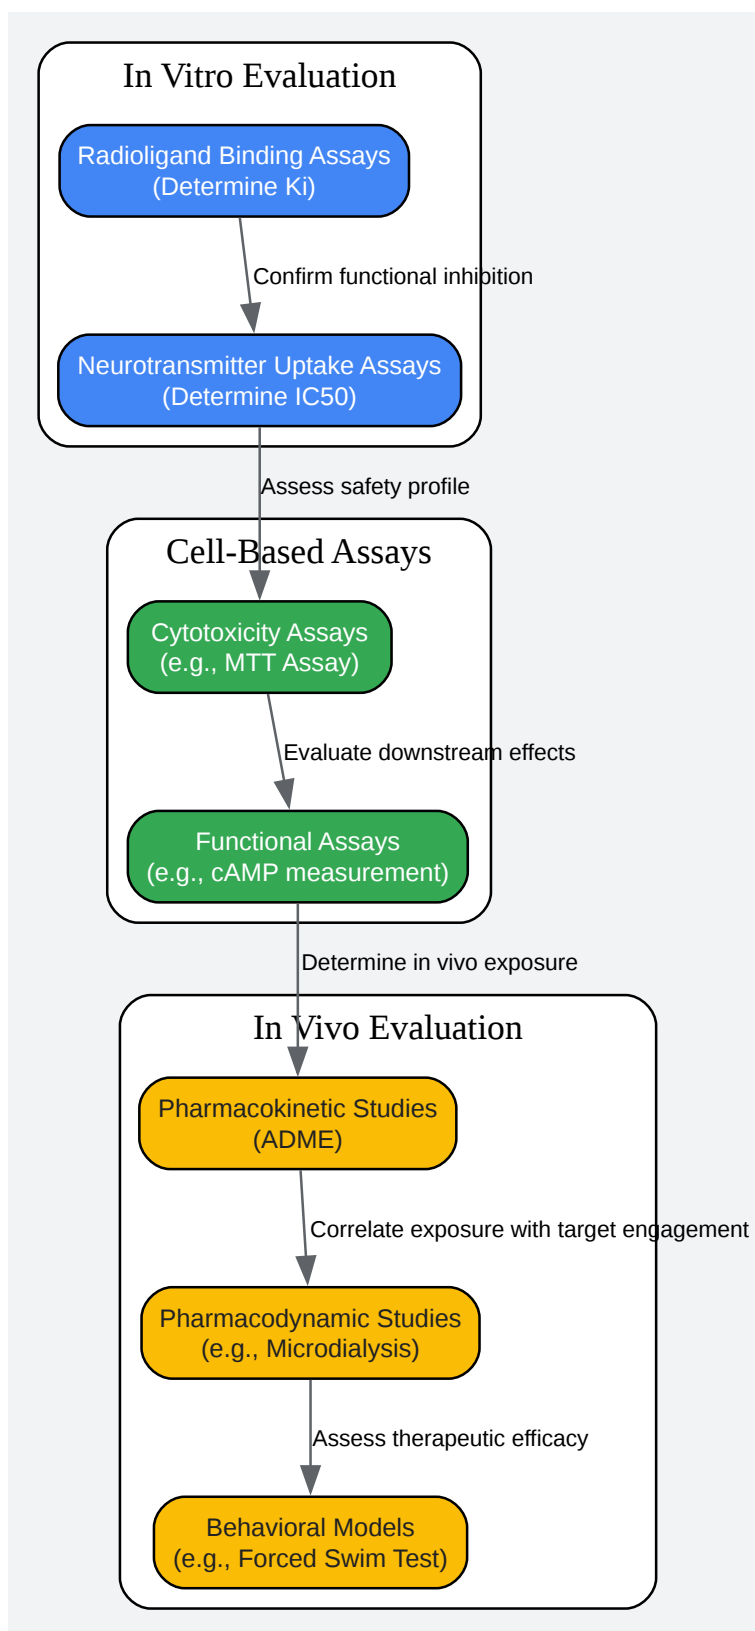 In Vitro Evaluation
Radioligand Binding Assays
(Determine Ki)
Confirm functional inhibition
Neurotransmitter Uptake Assays
(Determine IC50)
Assess safety profile
Cell-Based Assays
Cytotoxicity Assays
(e.g., MTT Assay)
Evaluate downstream effects
Functional Assays
(e.g., cAMP measurement)
Determine in vivo exposure
In Vivo Evaluation
Pharmacokinetic Studies
(ADME)
Correlate exposure with target engagement
Pharmacodynamic Studies
(e.g., Microdialysis)
Assess therapeutic efficacy
Behavioral Models
(e.g., Forced Swim Test)